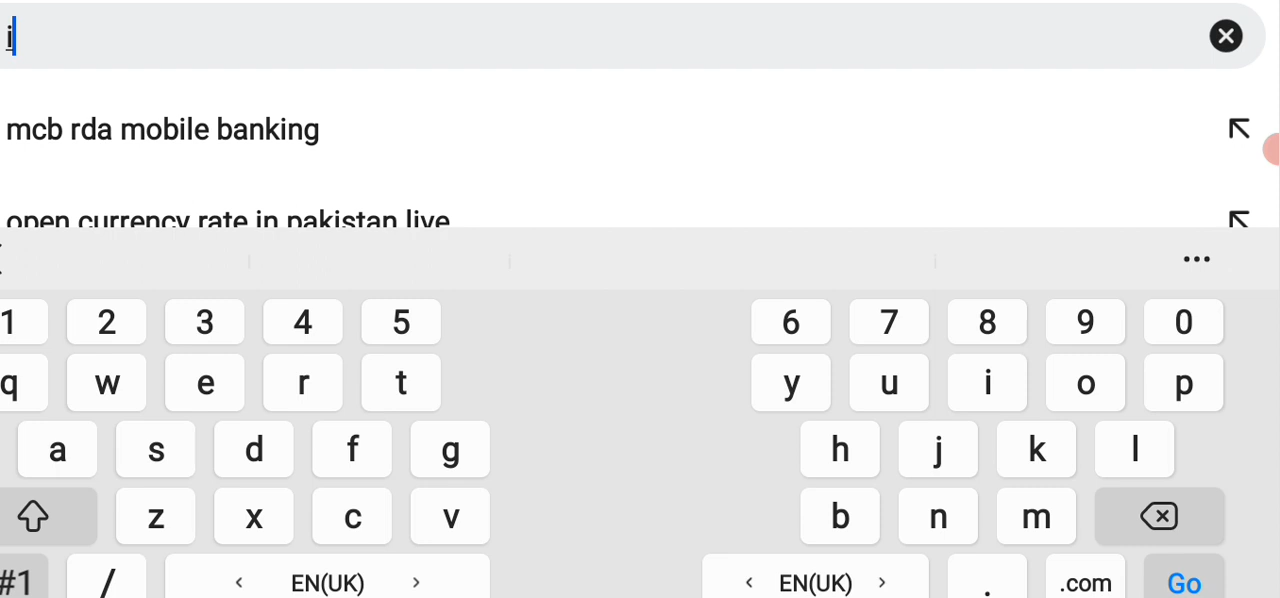 i
mcb rda mobile banking
open currency rate in pakistan live
1 2 3 4 5 6 7 8 9 0
q w e r t y u i o p
a s d f g h j k l
z x c v b n m
#1 / < EN(UK) > < EN(UK) > . .com Go